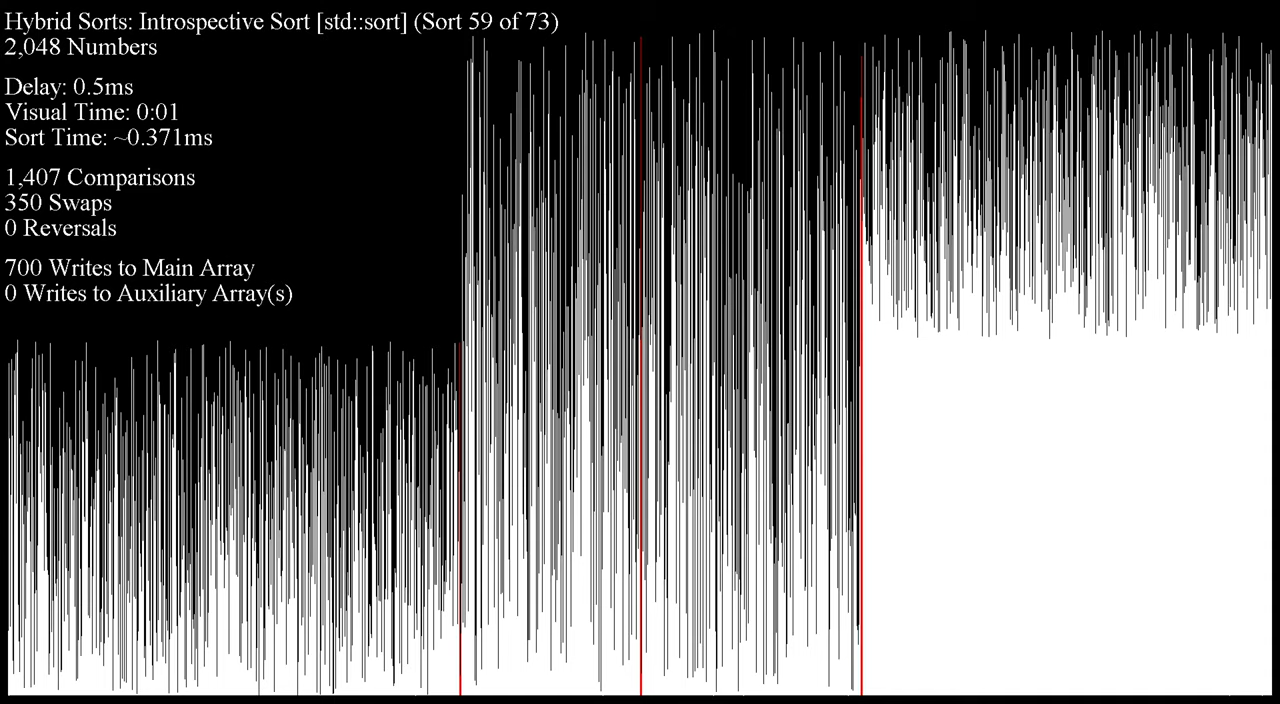 Hybrid Sorts: Introspective Sort [std::sort] (Sort 59 of 73)
2,048 Numbers
Delay: 0.5ms
Visual Time: 0:01
Sort Time: ~0.371ms
1,407 Comparisons
350 Swaps
0 Reversals
700 Writes to Main Array
0 Writes to Auxiliary Array(s)